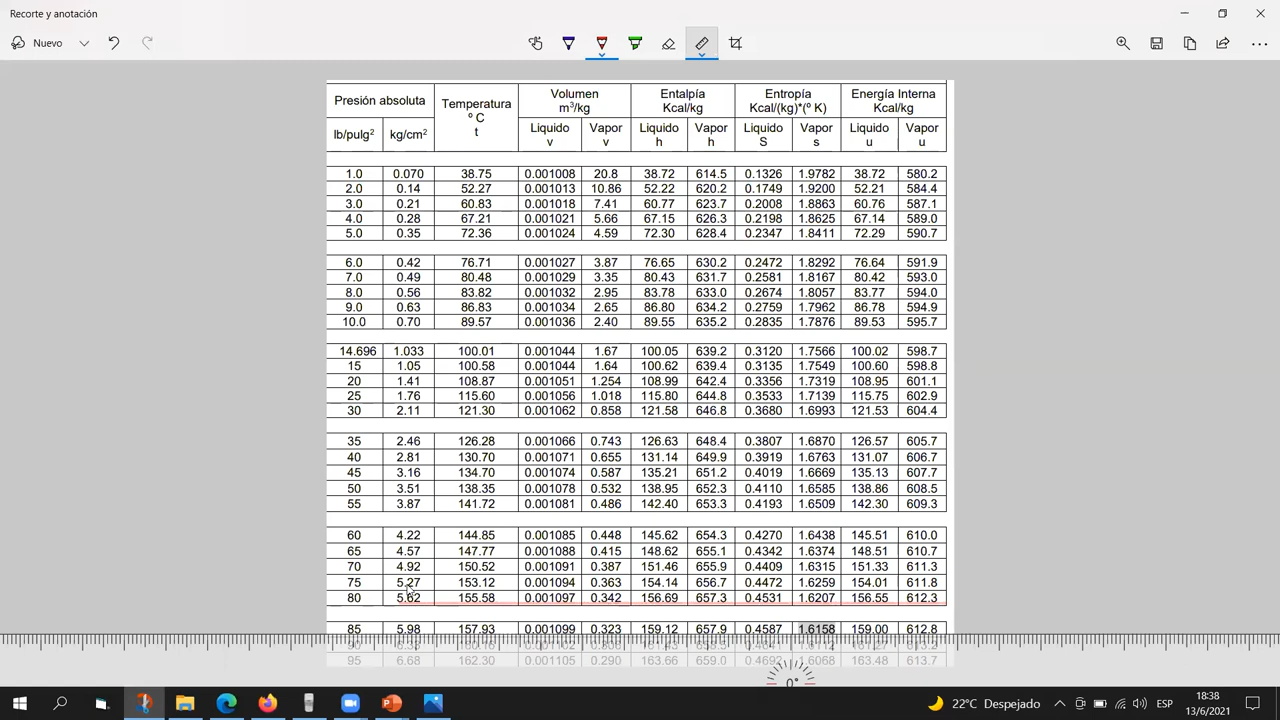 Recorte y anotación
Nuevo
Presión absoluta Temperatura º C t Volumen m³/kg Entalpía Kcal/kg Entropía Kcal/(kg)*(º K) Energía Interna Kcal/kg
lb/pulg² kg/cm² Liquido v Vapor v Liquido h Vapor h Liquido S Vapor s Liquido u Vapor u
1.0 0.070 38.75 0.001008 20.8 38.72 614.5 0.1326 1.9782 38.72 580.2
2.0 0.14 52.27 0.001013 10.86 52.22 620.2 0.1749 1.9200 52.21 584.4
3.0 0.21 60.83 0.001018 7.41 60.77 623.7 0.2008 1.8863 60.76 587.1
4.0 0.28 67.21 0.001021 5.66 67.15 626.3 0.2198 1.8625 67.14 589.0
5.0 0.35 72.36 0.001024 4.59 72.30 628.4 0.2347 1.8411 72.29 590.7
6.0 0.42 76.71 0.001027 3.87 76.65 630.2 0.2472 1.8292 76.64 591.9
7.0 0.49 80.48 0.001029 3.35 80.43 631.7 0.2581 1.8167 80.42 593.0
8.0 0.56 83.82 0.001032 2.95 83.78 633.0 0.2674 1.8057 83.77 594.0
9.0 0.63 86.83 0.001034 2.65 86.80 634.2 0.2759 1.7962 86.78 594.9
10.0 0.70 89.57 0.001036 2.40 89.55 635.2 0.2835 1.7876 89.53 595.7
14.696 1.033 100.01 0.001044 1.67 100.05 639.2 0.3120 1.7566 100.02 598.7
15 1.05 100.58 0.001044 1.64 100.62 639.4 0.3135 1.7549 100.60 598.8
20 1.41 108.87 0.001051 1.254 108.99 642.4 0.3356 1.7319 108.95 601.1
25 1.76 115.60 0.001056 1.018 115.80 644.8 0.3533 1.7139 115.75 602.9
30 2.11 121.30 0.001062 0.858 121.58 646.8 0.3680 1.6993 121.53 604.4
35 2.46 126.28 0.001066 0.743 126.63 648.4 0.3807 1.6870 126.57 605.7
40 2.81 130.70 0.001071 0.655 131.14 649.9 0.3919 1.6763 131.07 606.7
45 3.16 134.70 0.001074 0.587 135.21 651.2 0.4019 1.6669 135.13 607.7
50 3.51 138.35 0.001078 0.532 138.95 652.3 0.4110 1.6585 138.86 608.5
55 3.87 141.72 0.001081 0.486 142.40 653.3 0.4193 1.6509 142.30 609.3
60 4.22 144.85 0.001085 0.448 145.62 654.3 0.4270 1.6438 145.51 610.0
65 4.57 147.77 0.001088 0.415 148.62 655.1 0.4342 1.6374 148.51 610.7
70 4.92 150.52 0.001091 0.387 151.46 655.9 0.4409 1.6315 151.33 611.3
75 5.27 153.12 0.001094 0.363 154.14 656.7 0.4472 1.6259 154.01 611.8
80 5.62 155.58 0.001097 0.342 156.69 657.3 0.4531 1.6207 156.55 612.3
85 5.98 157.93 0.001099 0.323 159.12 657.9 0.4587 1.6158 159.00 612.8
95 6.68 162.30 0.001105 0.290 163.66 659.0 0.4692 1.6068 163.48 613.7
0°
22°C Despejado ESP 18:38
13/6/2021